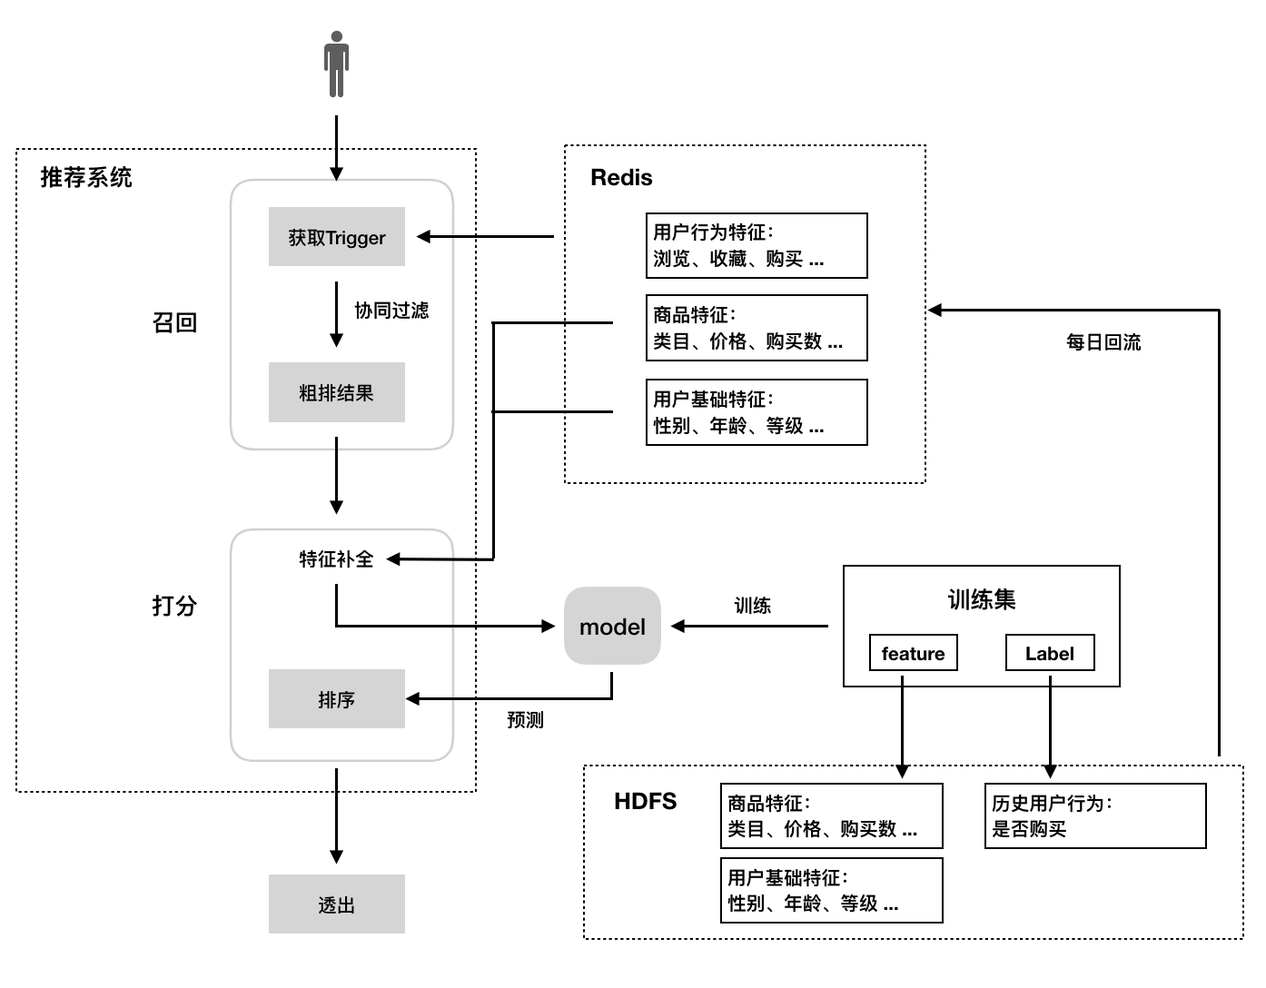 推荐系统
获取Trigger
协同过滤
召回
粗排结果
特征补全
打分
排序
透出
Redis
用户行为特征：
浏览、收藏、购买 ...
商品特征：
类目、价格、购买数 ...
用户基础特征：
性别、年龄、等级 ...
每日回流
model
训练
预测
训练集
feature
Label
HDFS
商品特征：
类目、价格、购买数 ...
用户基础特征：
性别、年龄、等级 ...
历史用户行为：
是否购买